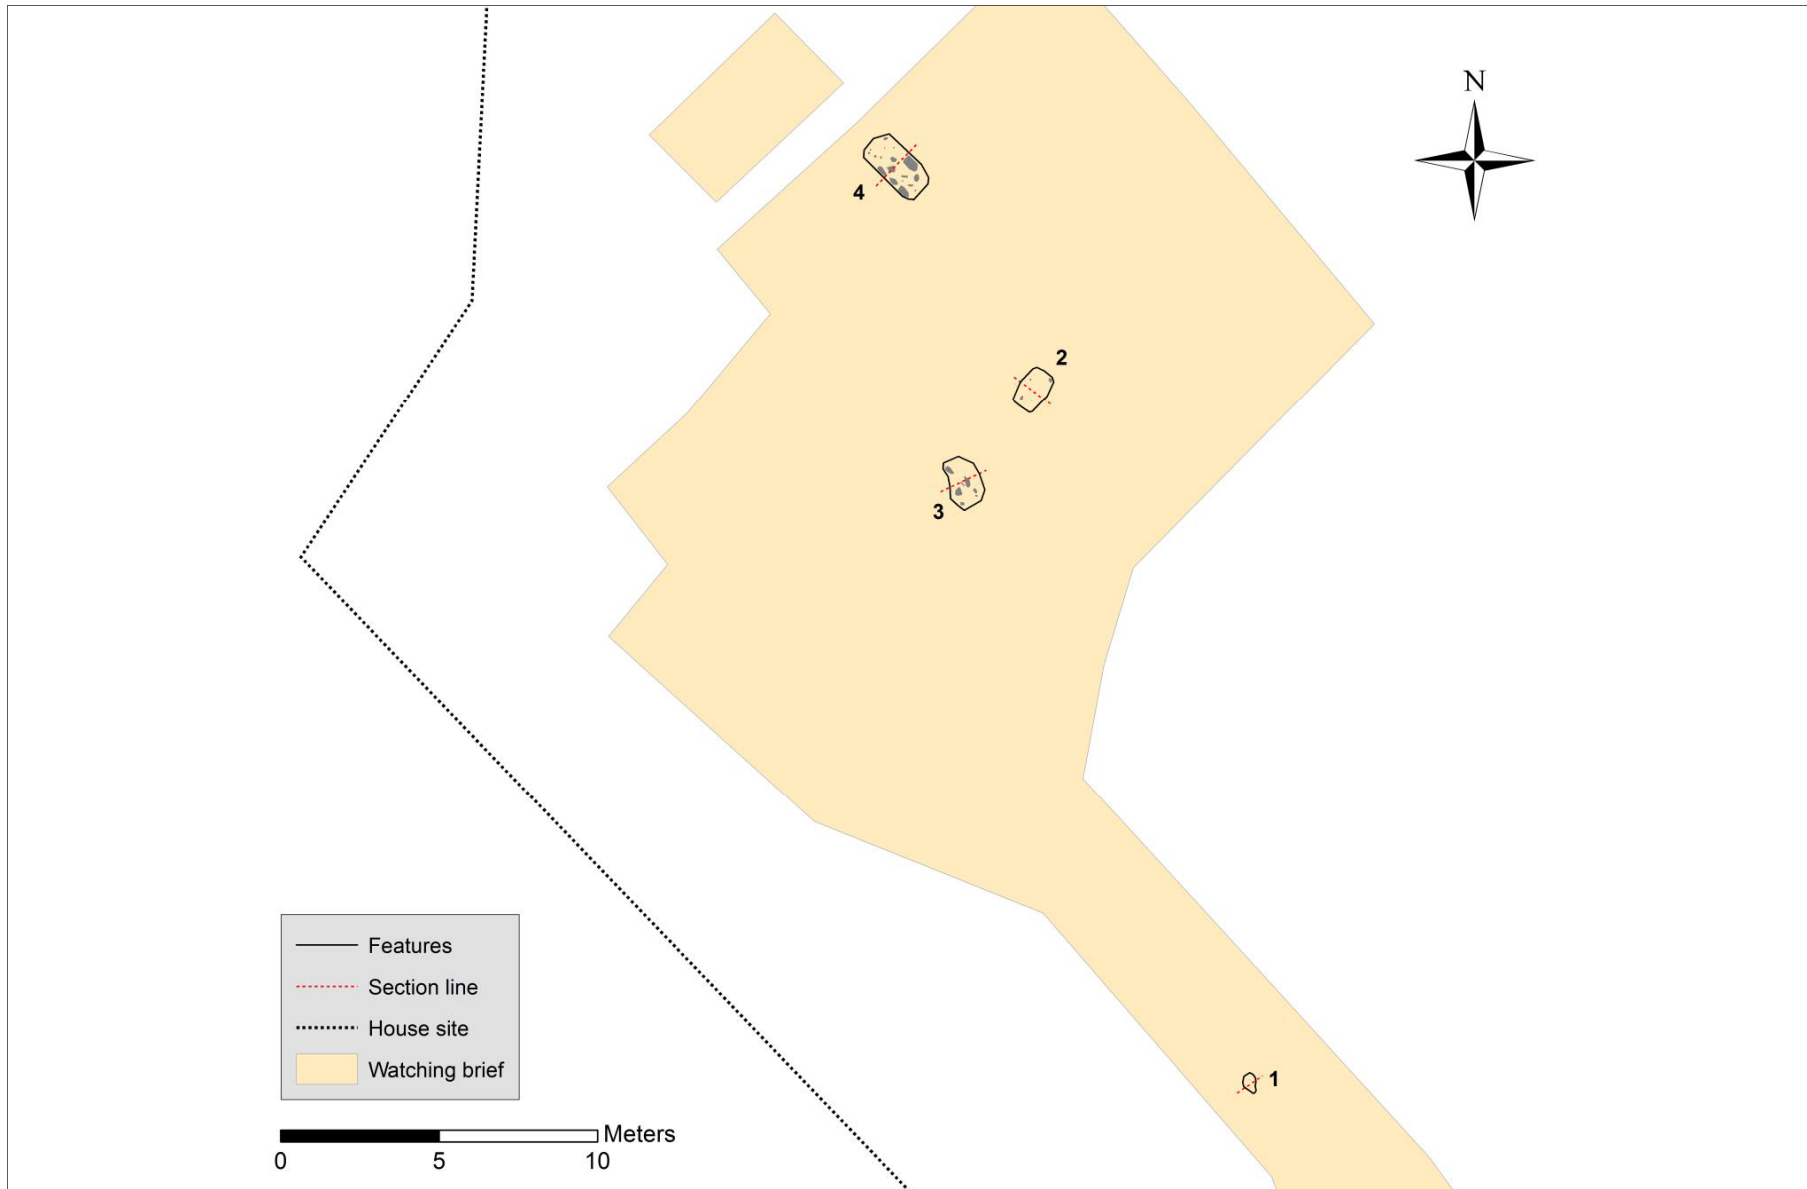 N
4
2
3
1
Features
Section line
House site
Watching brief
Meters
0 5 10